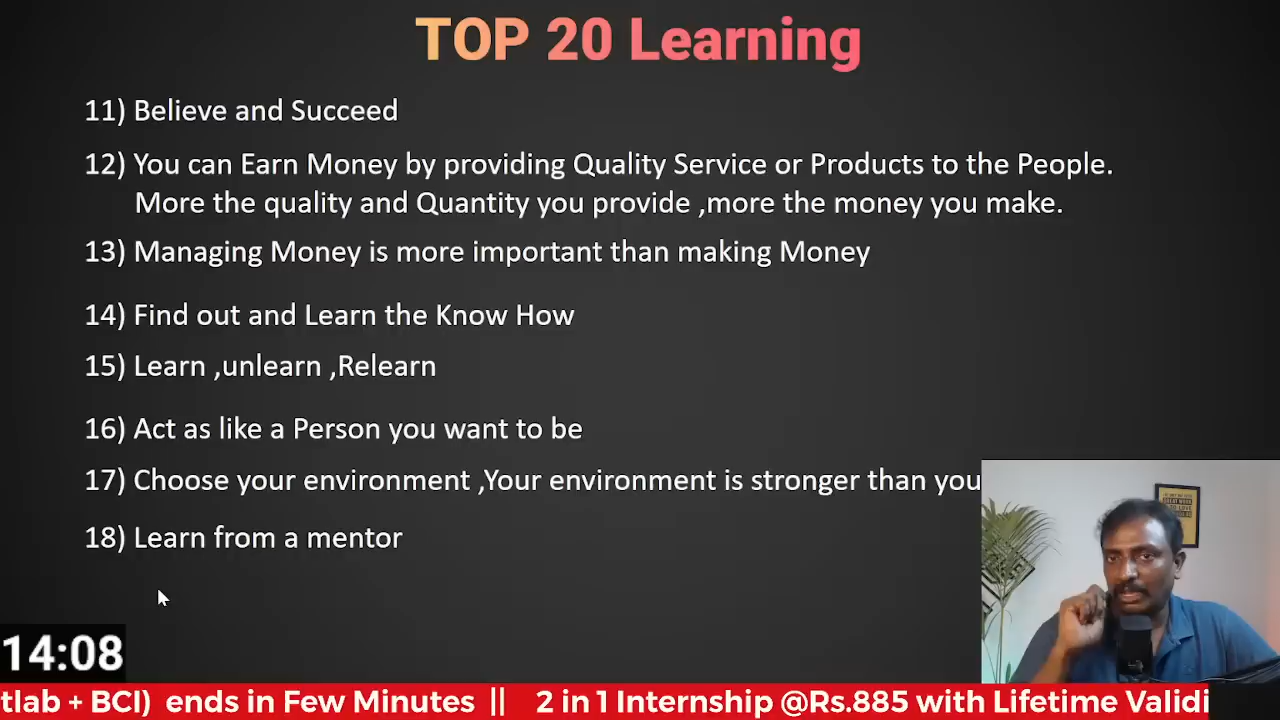 TOP 20 Learning
11) Believe and Succeed
12) You can Earn Money by providing Quality Service or Products to the People.
More the quality and Quantity you provide ,more the money you make.
13) Managing Money is more important than making Money
14) Find out and Learn the Know How
15) Learn ,unlearn ,Relearn
16) Act as like a Person you want to be
17) Choose your environment ,Your environment is stronger than you
18) Learn from a mentor
14:08
tlab + BCI) ends in Few Minutes || 2 in 1 Internship @Rs.885 with Lifetime Validi